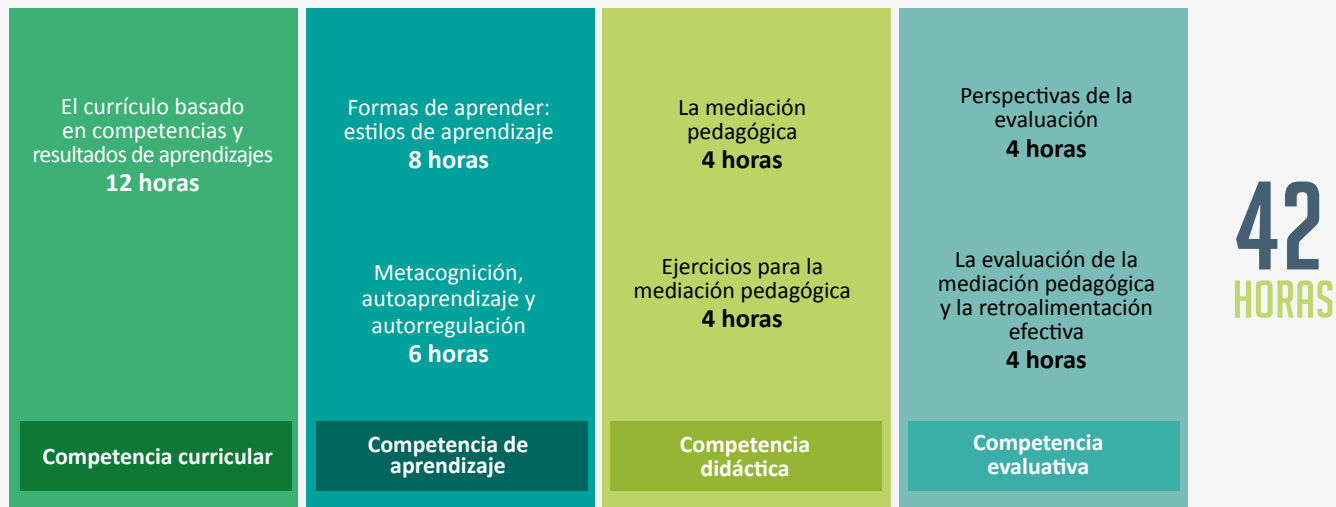 El currículo basado
en competencias y
resultados de aprendizajes
12 horas
Competencia curricular
Formas de aprender:
estilos de aprendizaje
8 horas
Metacognición,
autoaprendizaje y
autorregulación
6 horas
Competencia de
aprendizaje
La mediación
pedagógica
4 horas
Ejercicios para la
mediación pedagógica
4 horas
Competencia
didáctica
Perspectivas de la
evaluación
4 horas
La evaluación de la
mediación pedagógica
y la retroalimentación
efectiva
4 horas
Competencia
evaluativa
42
HORAS